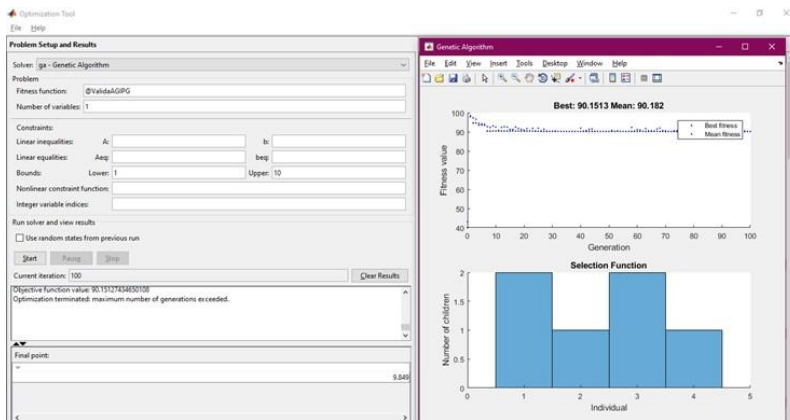 Optimization Tool
File Help
Problem Setup and Results
Solver: ga - Genetic Algorithm
Problem
Fitness function: @ValidaAGIPG
Number of variables: 1
Constraints:
Linear inequalities: A: b:
Linear equalities: Aeq: beq:
Bounds: Lower: 1 Upper: 10
Nonlinear constraint function:
Integer variable indices:
Run solver and view results
Use random states from previous run
Start Pause Stop
Current iteration: 100 Clear Results
Objective function value: 90.15127434650108
Optimization terminated: maximum number of generations exceeded.
Final point:
9.849
Genetic Algorithm
File Edit View Insert Tools Desktop Window Help
Best: 90.1513 Mean: 90.182
Best fitness
Mean fitness
Fitness value
100
90
80
70
60
50
40
0 10 20 30 40 50 60 70 80 90 100
Generation
Selection Function
Number of children
2
1.5
1
0.5
0
0 1 2 3 4 5
Individual